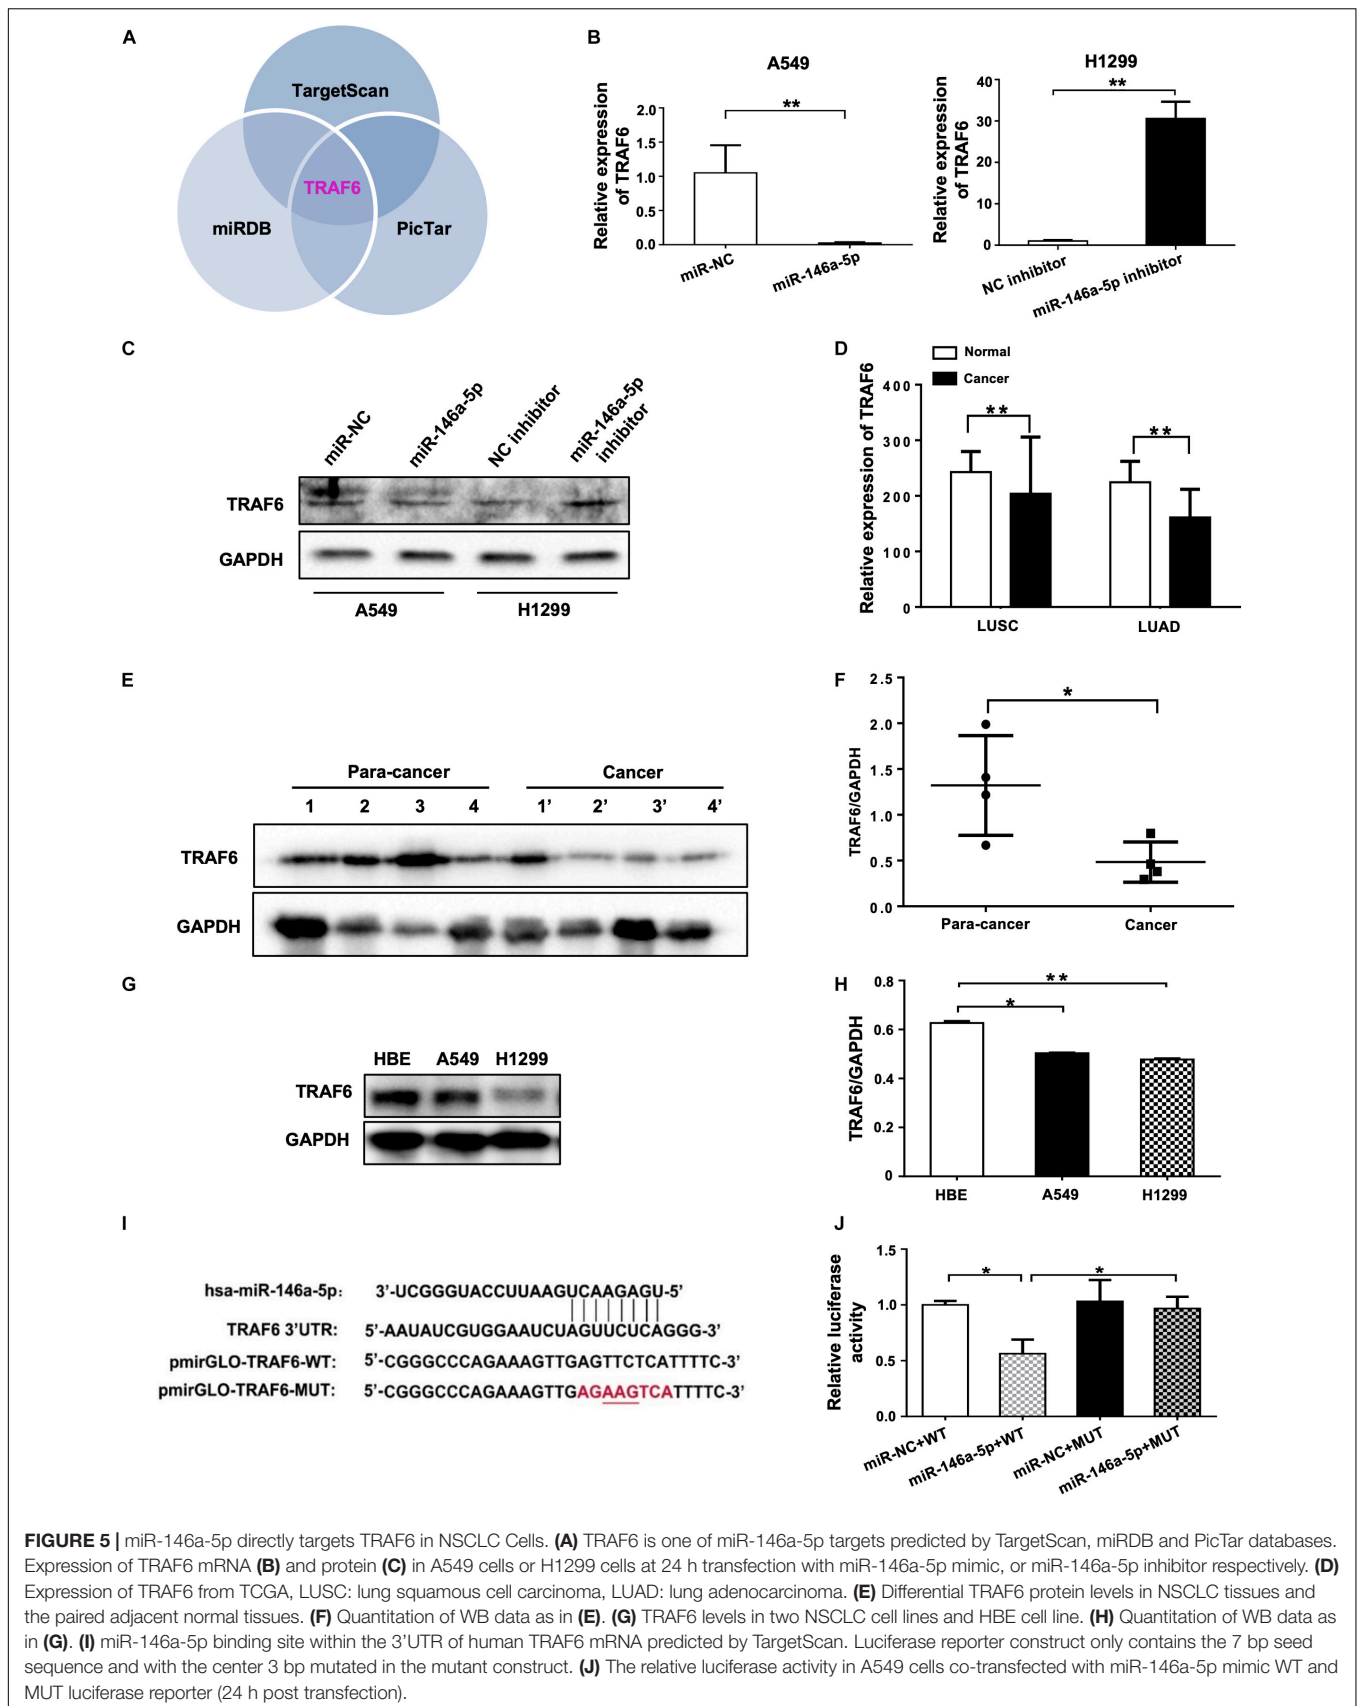 A
TargetScan
TRAF6
miRDB
PicTar
B
A549
Relative expression
of TRAF6
2.0
1.5
1.0
0.5
0.0
**
miR-NC
miR-146a-5p
H1299
Relative expression
of TRAF6
40
30
20
10
0
**
NC inhibitor
miR-146a-5p inhibitor
C
miR-NC
miR-146a-5p
NC inhibitor
miR-146a-5p
inhibitor
TRAF6
GAPDH
A549
H1299
D
Normal
Cancer
Relative expression of TRAF6
400
300
200
100
0
**
**
LUSC
LUAD
E
Para-cancer
Cancer
1 2 3 4 1’ 2’ 3’ 4’
TRAF6
GAPDH
F
TRAF6/GAPDH
2.5
2.0
1.5
1.0
0.5
0.0
*
Para-cancer
Cancer
G
HBE A549 H1299
TRAF6
GAPDH
H
TRAF6/GAPDH
0.8
0.6
0.4
0.2
0
**
*
HBE
A549
H1299
I
hsa-miR-146a-5p: 3’-UCGGGUACCUUAAGUCAAGAGU-5’
TRAF6 3’UTR: 5’-AAUAUCGUGGAAUCUAGUUCUCAGGG-3’
pmirGLO-TRAF6-WT: 5’-CGGGCCCAGAAAGTTGAGTTCTCATTTTC-3’
pmirGLO-TRAF6-MUT: 5’-CGGGCCCAGAAAGTTGAGAAGTCATTTTC-3’
J
Relative luciferase
activity
1.5
1.0
0.5
0.0
*
*
miR-NC+WT
miR-146a-5p+WT
miR-NC+MUT
miR-146a-5p+MUT
FIGURE 5 | miR-146a-5p directly targets TRAF6 in NSCLC Cells. (A) TRAF6 is one of miR-146a-5p targets predicted by TargetScan, miRDB and PicTar databases.
Expression of TRAF6 mRNA (B) and protein (C) in A549 cells or H1299 cells at 24 h transfection with miR-146a-5p mimic, or miR-146a-5p inhibitor respectively. (D)
Expression of TRAF6 from TCGA, LUSC: lung squamous cell carcinoma, LUAD: lung adenocarcinoma. (E) Differential TRAF6 protein levels in NSCLC tissues and
the paired adjacent normal tissues. (F) Quantitation of WB data as in (E). (G) TRAF6 levels in two NSCLC cell lines and HBE cell line. (H) Quantitation of WB data as
in (G). (I) miR-146a-5p binding site within the 3’UTR of human TRAF6 mRNA predicted by TargetScan. Luciferase reporter construct only contains the 7 bp seed
sequence and with the center 3 bp mutated in the mutant construct. (J) The relative luciferase activity in A549 cells co-transfected with miR-146a-5p mimic WT and
MUT luciferase reporter (24 h post transfection).